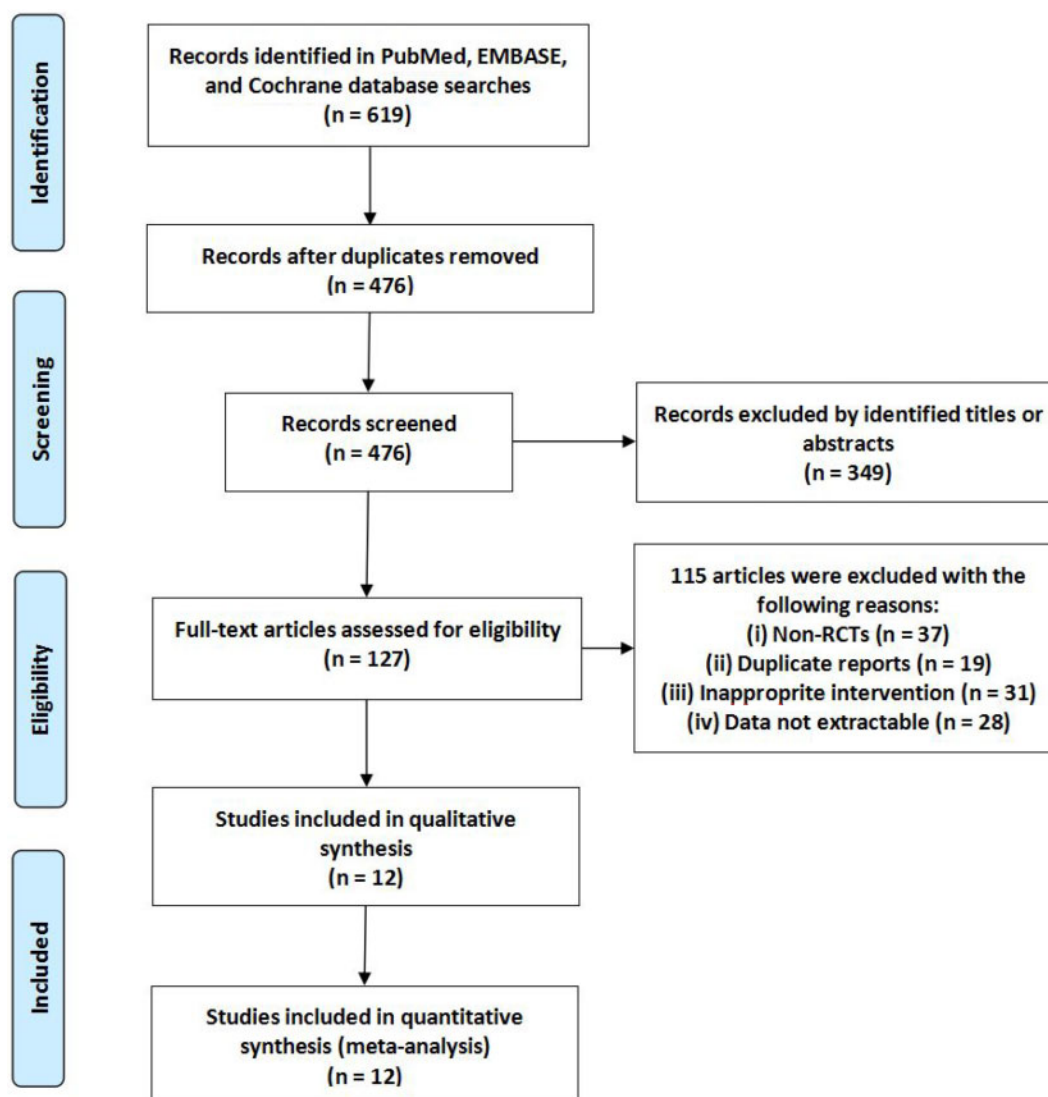 Identification
Records identified in PubMed, EMBASE,
and Cochrane database searches
(n = 619)
Records after duplicates removed
(n = 476)
Screening
Records screened
(n = 476)
Records excluded by identified titles or
abstracts
(n = 349)
Eligibility
Full-text articles assessed for eligibility
(n = 127)
115 articles were excluded with the
following reasons:
(i) Non-RCTs (n = 37)
(ii) Duplicate reports (n = 19)
(iii) Inapproprite intervention (n = 31)
(iv) Data not extractable (n = 28)
Studies included in qualitative
synthesis
(n = 12)
Included
Studies included in quantitative
synthesis (meta-analysis)
(n = 12)